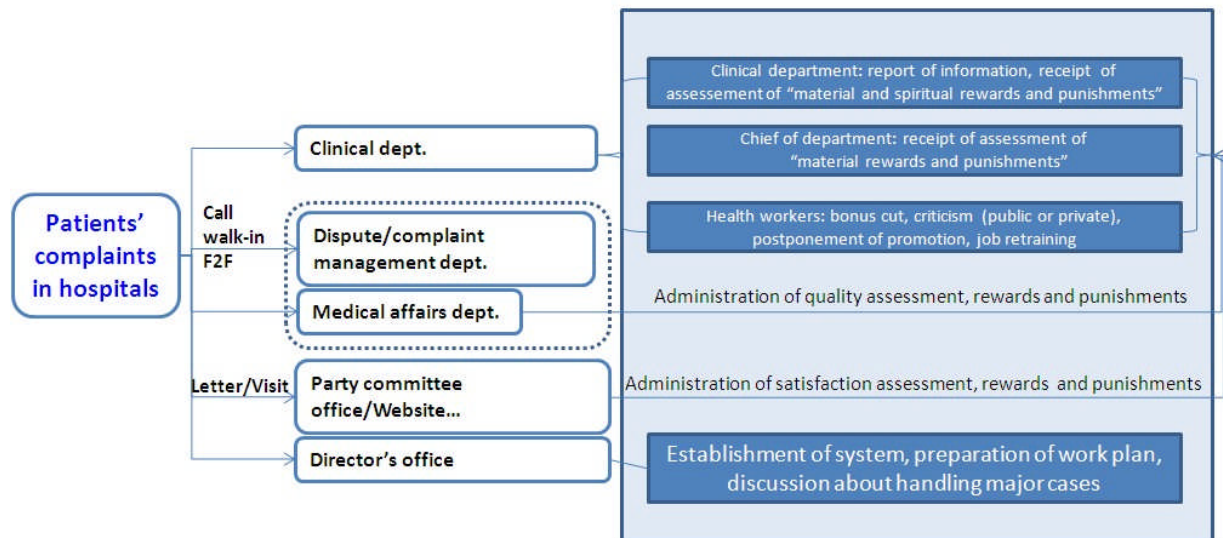 Patients’
complaints
in hospitals
Call
walk-in
F2F
Letter/Visit
Clinical dept.
Dispute/complaint
management dept.
Medical affairs dept.
Party committee
office/Website...
Director’s office
Clinical department: report of information, receipt of
assessement of “material and spiritual rewards and punishments”
Chief of department: receipt of assessment of
“material rewards and punishments”
Health workers: bonus cut, criticism (public or private),
postponement of promotion, job retraining
Administration of quality assessment, rewards and punishments
Administration of satisfaction assessment, rewards and punishments
Establishment of system, preparation of work plan,
discussion about handling major cases